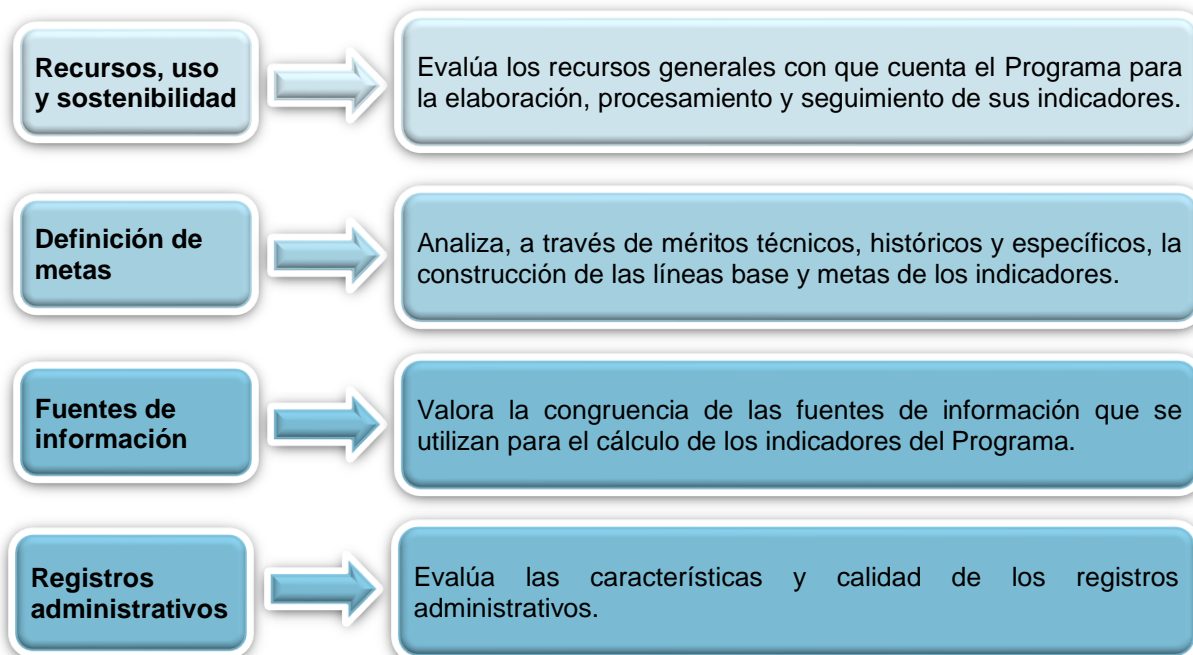 Recursos, uso
y sostenibilidad
Evalúa los recursos generales con que cuenta el Programa para
la elaboración, procesamiento y seguimiento de sus indicadores.
Definición de
metas
Analiza, a través de méritos técnicos, históricos y específicos, la
construcción de las líneas base y metas de los indicadores.
Fuentes de
información
Valora la congruencia de las fuentes de información que se
utilizan para el cálculo de los indicadores del Programa.
Registros
administrativos
Evalúa las características y calidad de los registros
administrativos.